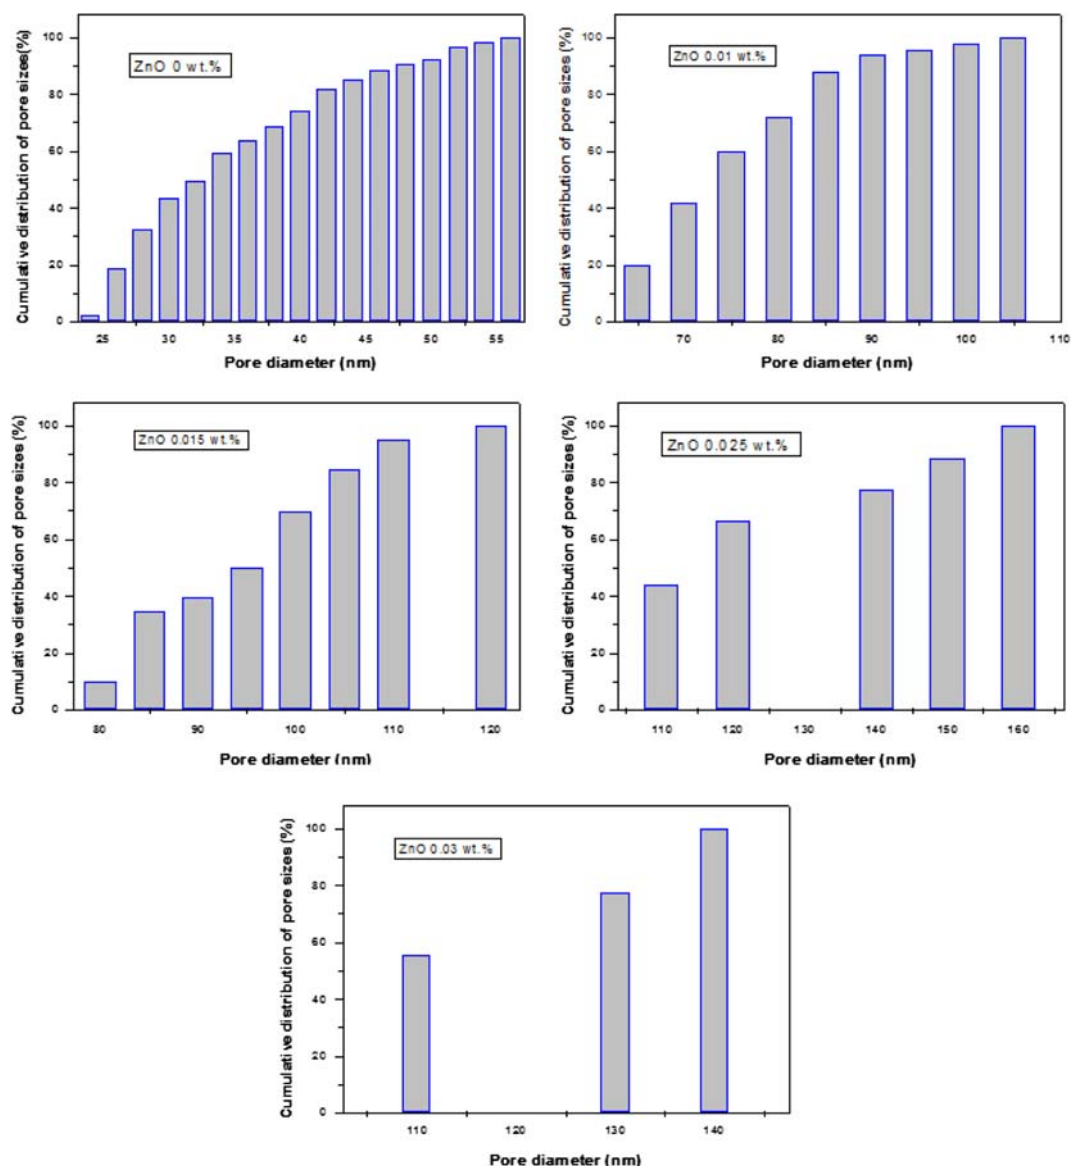 Cumulative distribution of pore sizes(%)
100
80
60
40
20
0
ZnO 0 wt.%
25 30 35 40 45 50 55
Pore diameter (nm)
Cumulative distribution of pore sizes (%)
100
80
60
40
20
0
ZnO 0.01 wt.%
70 80 90 100 110
Pore diameter (nm)
Cumulative distribution of pore sizes (%)
100
80
60
40
20
0
ZnO 0.015 wt.%
80 90 100 110 120
Pore diameter (nm)
Cumulative distribution of pore sizes (%)
100
80
60
40
20
0
ZnO 0.025 wt.%
110 120 130 140 150 160
Pore diameter (nm)
Cumulative distribution of pore sizes (%)
100
80
60
40
20
0
ZnO 0.03 wt.%
110 120 130 140
Pore diameter (nm)